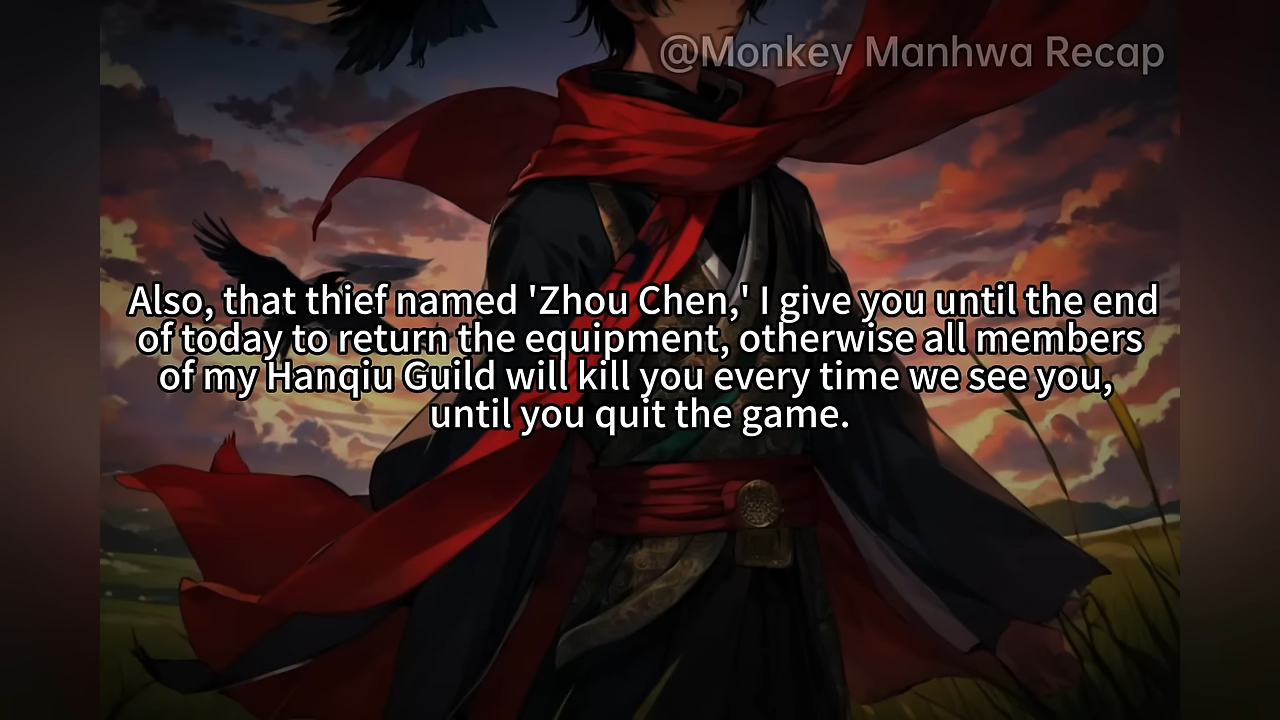 @Monkey Manhwa Recap
Also, that thief named 'Zhou Chen,' I give you until the end
of today to return the equipment, otherwise all members
of my Hanqiu Guild will kill you every time we see you,
until you quit the game.